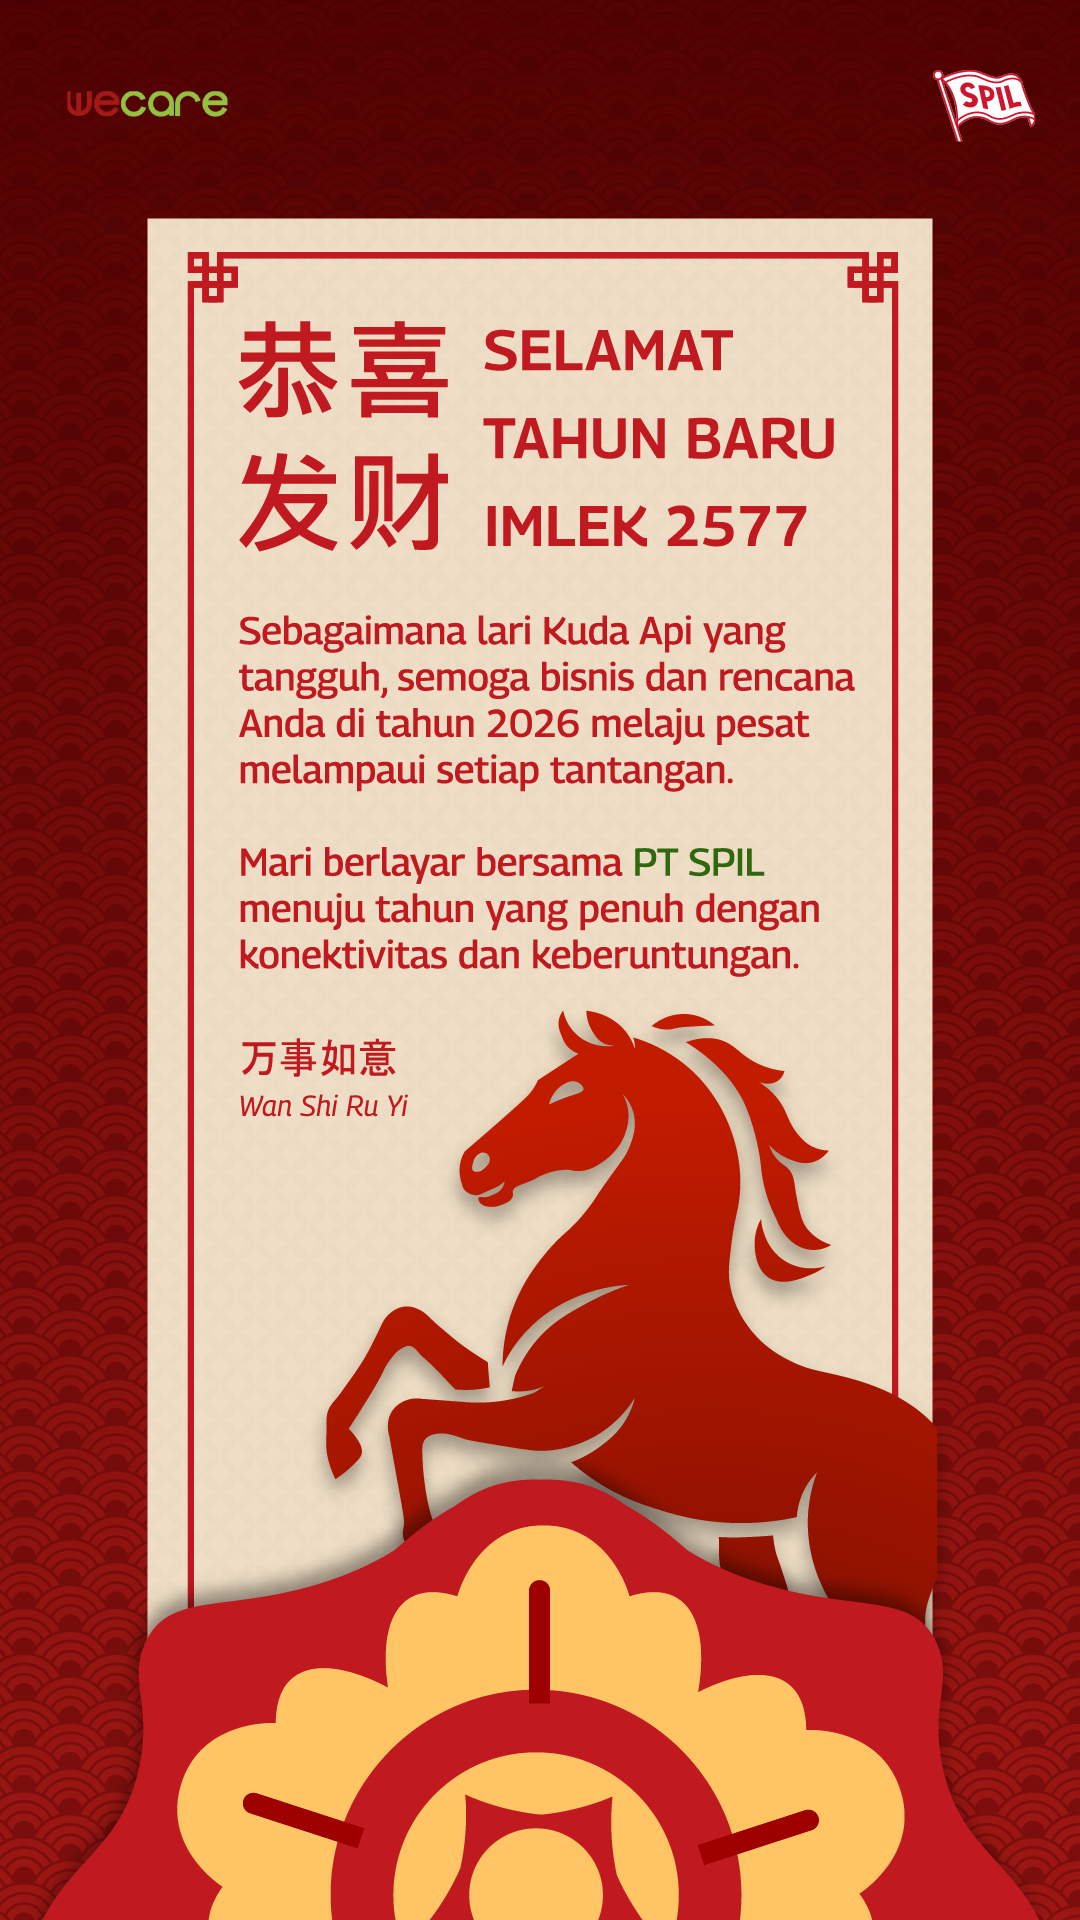 wecare
SPIL
恭喜
发财
SELAMAT
TAHUN BARU
IMLEK 2577
Sebagaimana lari Kuda Api yang
tangguh, semoga bisnis dan rencana
Anda di tahun 2026 melaju pesat
melampaui setiap tantangan.
Mari berlayar bersama PT SPIL
menuju tahun yang penuh dengan
konektivitas dan keberuntungan.
万事如意
Wan Shi Ru Yi